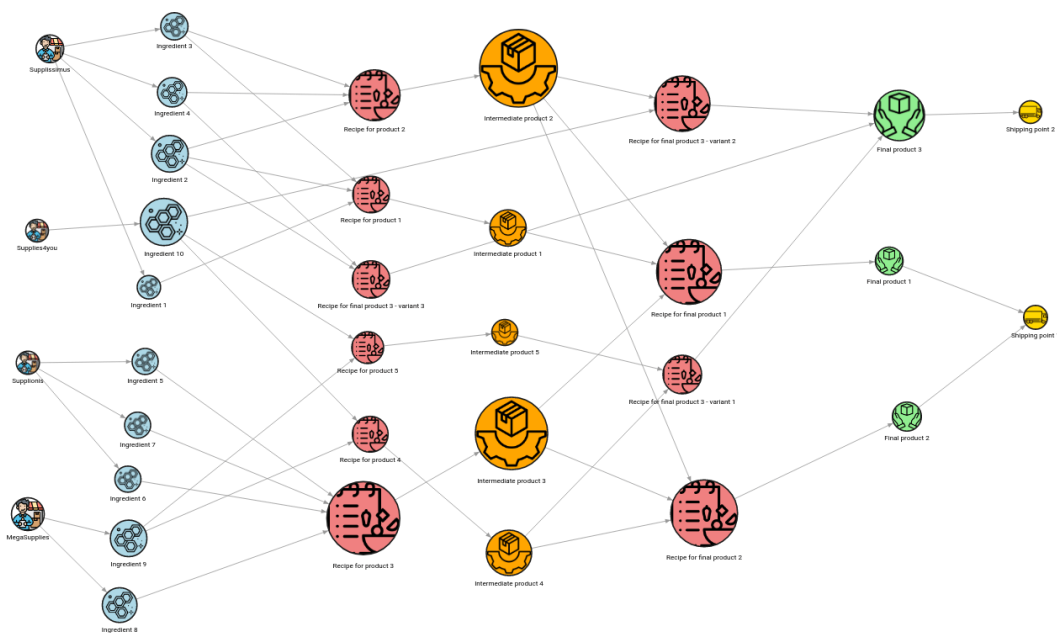 Supplissimus
Ingredient 3
Ingredient 4
Ingredient 2
Supplies4you
Ingredient 10
Ingredient 1
Supplionis
Ingredient 5
Ingredient 7
Ingredient 6
MegaSupplies
Ingredient 9
Ingredient 8
Recipe for product 2
Recipe for product 1
Recipe for final product 3 - variant 3
Recipe for product 5
Recipe for product 4
Recipe for product 3
Intermediate product 2
Intermediate product 1
Intermediate product 5
Intermediate product 3
Intermediate product 4
Recipe for final product 3 - variant 2
Recipe for final product 1
Recipe for final product 3 - variant 1
Recipe for final product 2
Final product 3
Final product 1
Final product 2
Shipping point 2
Shipping point